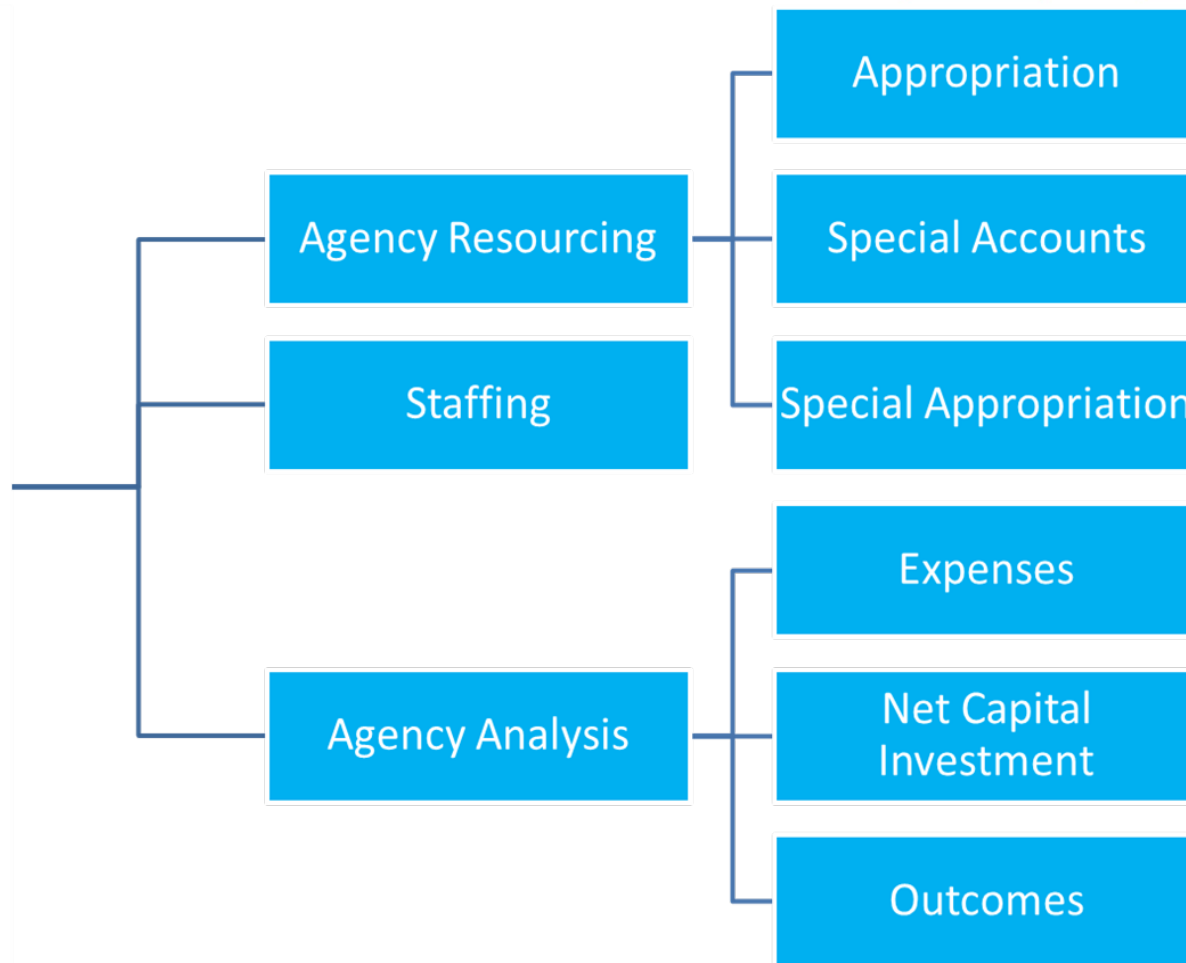 Appropriation
Agency Resourcing
Special Accounts
Staffing
Special Appropriation
Expenses
Agency Analysis
Net Capital
Investment
Outcomes